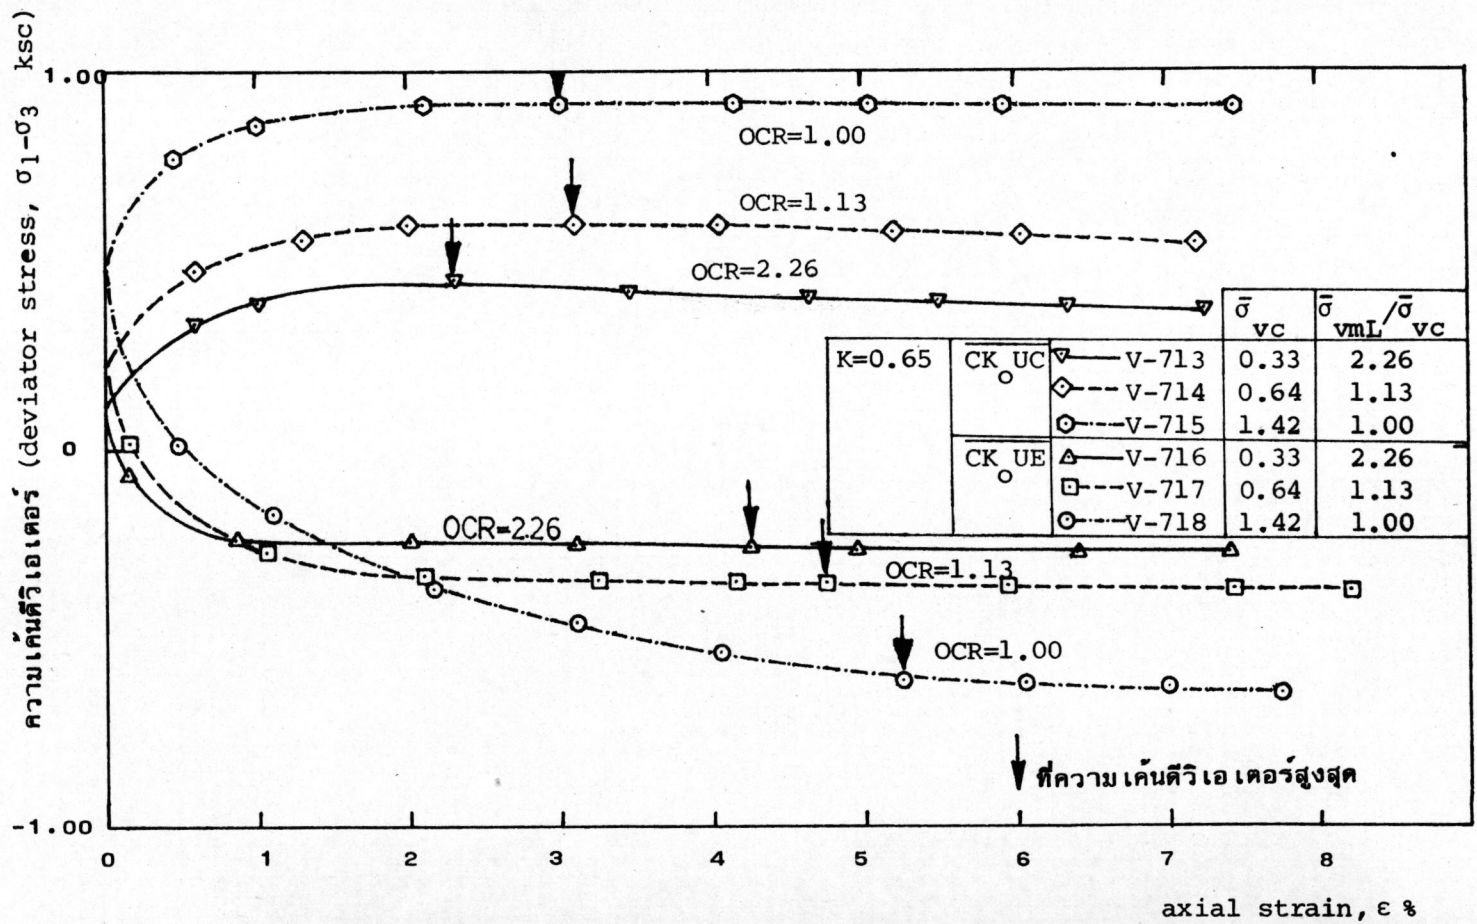 ความเค้นดีวิเอเตอร์ (deviator stress, σ1-σ3 ksc)
1.00
0
-1.00
OCR=1.00
OCR=1.13
OCR=2.26
σ̄vc σ̄vmL/σ̄vc
K=0.65 CKoUC V-713 0.33 2.26
V-714 0.64 1.13
V-715 1.42 1.00
CKoUE V-716 0.33 2.26
V-717 0.64 1.13
V-718 1.42 1.00
OCR=2.26
OCR=1.13
OCR=1.00
ที่ความเค้นดีวิเอเตอร์สูงสุด
0 1 2 3 4 5 6 7 8
axial strain, ε %